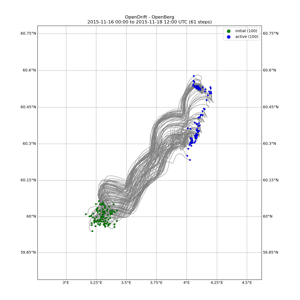 OpenDrift - OpenBerg
2015-11-16 00:00 to 2015-11-18 12:00 UTC (61 steps)
60.75°N 60.75°N
initial (100)
active (100)
60.6°N 60.6°N
60.45°N 60.45°N
60.3°N 60.3°N
60.15°N 60.15°N
60°N 60°N
59.85°N 59.85°N
3°E 3.25°E 3.5°E 3.75°E 4°E 4.25°E 4.5°E